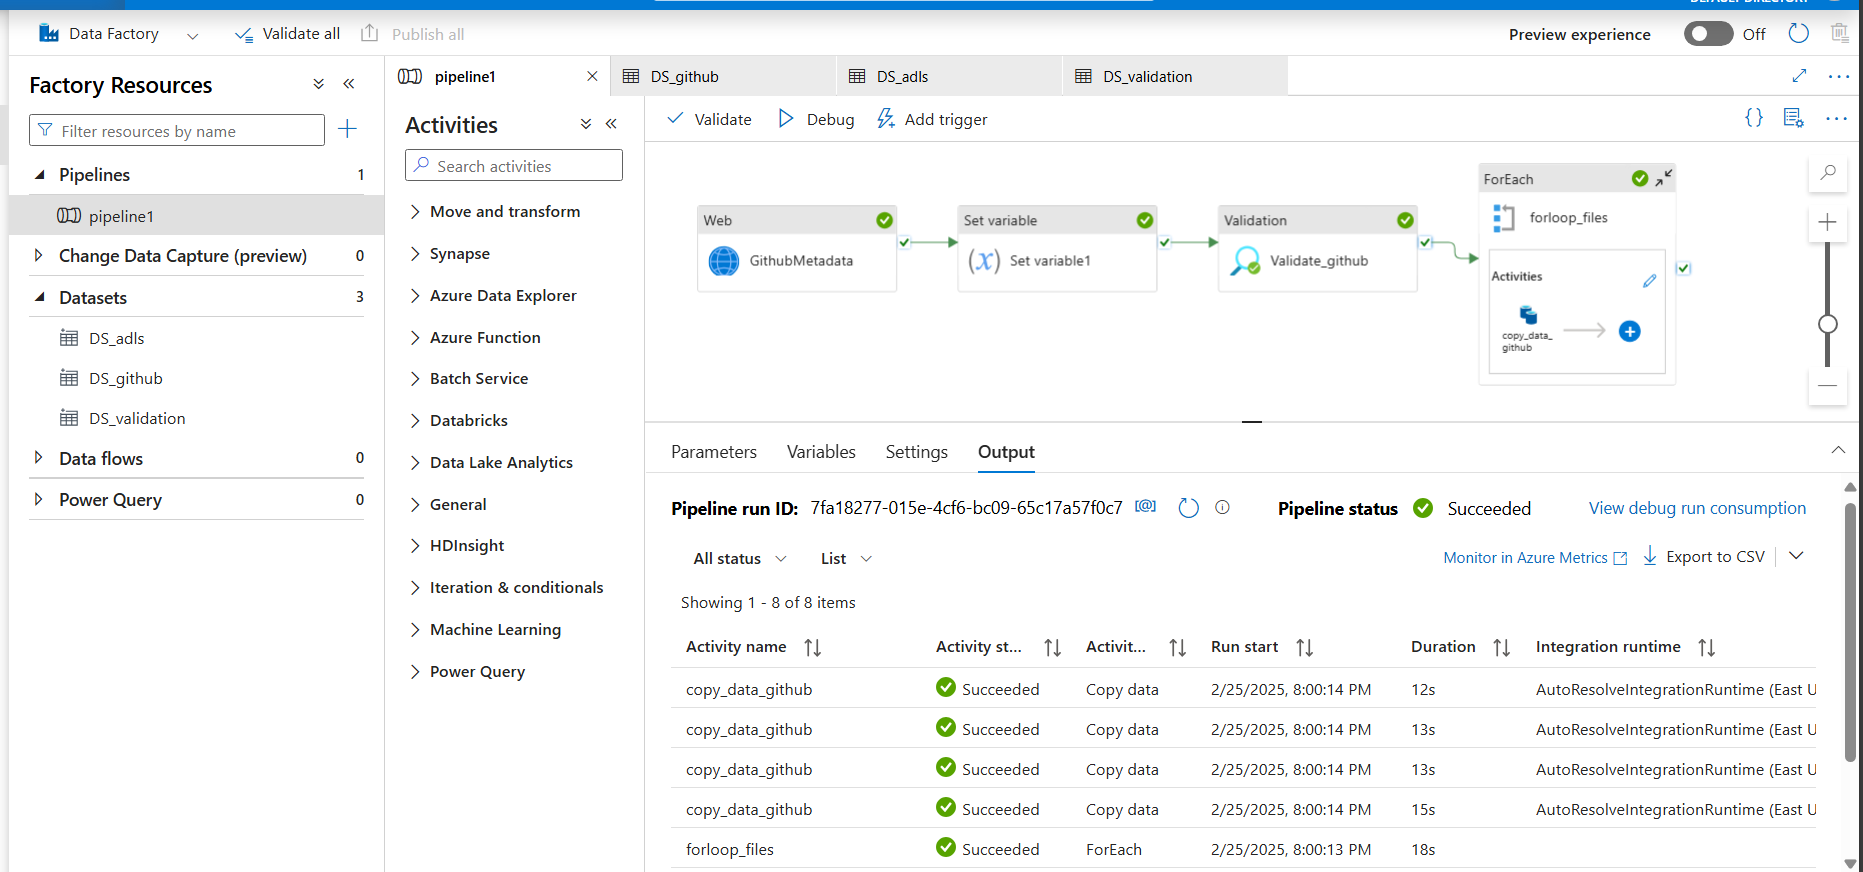 Data Factory
Validate all
Publish all
Preview experience
Off
Factory Resources
Filter resources by name
Pipelines 1
pipeline1
Change Data Capture (preview) 0
Datasets 3
DS_adls
DS_github
DS_validation
Data flows 0
Power Query 0
pipeline1
DS_github
DS_adls
DS_validation
Activities
Search activities
Move and transform
Synapse
Azure Data Explorer
Azure Function
Batch Service
Databricks
Data Lake Analytics
General
HDInsight
Iteration & conditionals
Machine Learning
Power Query
Validate
Debug
Add trigger
Web
GithubMetadata
Set variable
(x) Set variable1
Validation
Validate_github
ForEach
forloop_files
Activities
copy_data_
github
Parameters Variables Settings Output
Pipeline run ID: 7fa18277-015e-4cf6-bc09-65c17a57f0c7
Pipeline status Succeeded
View debug run consumption
All status List
Monitor in Azure Metrics Export to CSV
Showing 1 - 8 of 8 items
Activity name Activity st... Activit... Run start Duration Integration runtime
copy_data_github Succeeded Copy data 2/25/2025, 8:00:14 PM 12s AutoResolveIntegrationRuntime (East U
copy_data_github Succeeded Copy data 2/25/2025, 8:00:14 PM 13s AutoResolveIntegrationRuntime (East U
copy_data_github Succeeded Copy data 2/25/2025, 8:00:14 PM 13s AutoResolveIntegrationRuntime (East U
copy_data_github Succeeded Copy data 2/25/2025, 8:00:14 PM 15s AutoResolveIntegrationRuntime (East U
forloop_files Succeeded ForEach 2/25/2025, 8:00:13 PM 18s